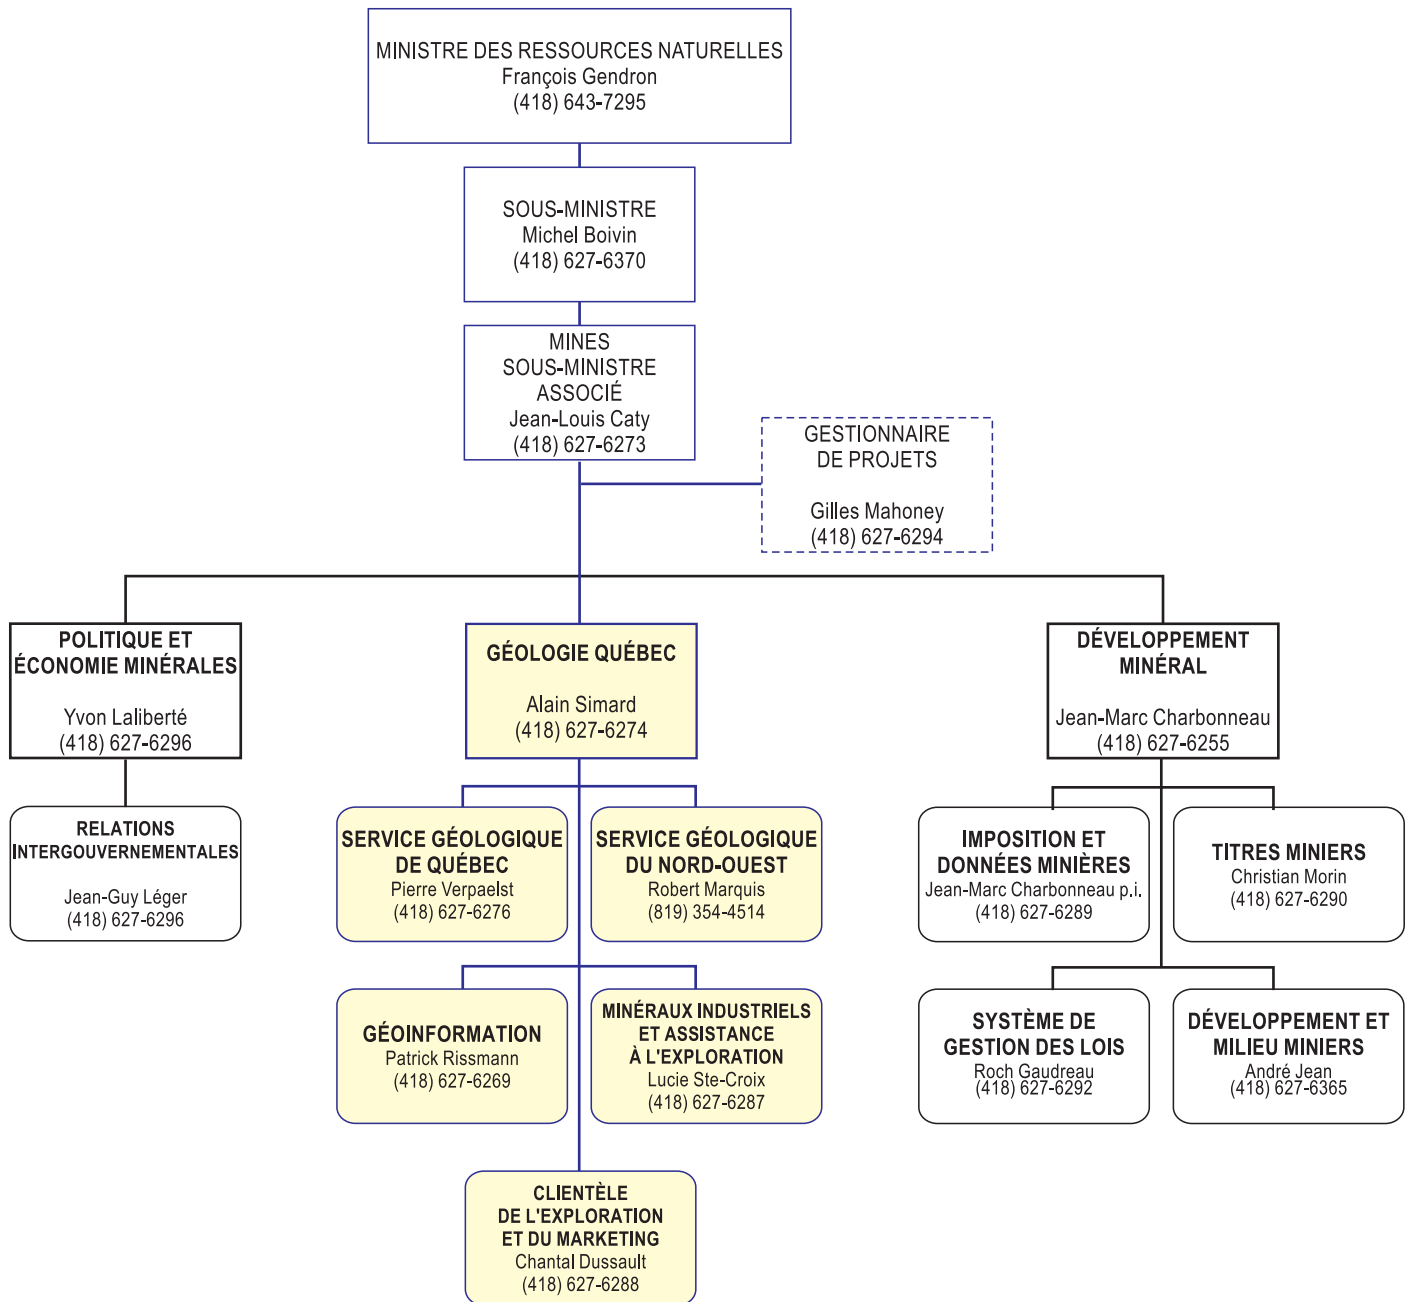 MINISTRE DES RESSOURCES NATURELLES
François Gendron
(418) 643-7295
SOUS-MINISTRE
Michel Boivin
(418) 627-6370
MINES
SOUS-MINISTRE
ASSOCIÉ
Jean-Louis Caty
(418) 627-6273
GESTIONNAIRE
DE PROJETS
Gilles Mahoney
(418) 627-6294
POLITIQUE ET
ÉCONOMIE MINÉRALES
Yvon Laliberté
(418) 627-6296
GÉOLOGIE QUÉBEC
Alain Simard
(418) 627-6274
DÉVELOPPEMENT
MINÉRAL
Jean-Marc Charbonneau
(418) 627-6255
RELATIONS
INTERGOUVERNEMENTALES
Jean-Guy Léger
(418) 627-6296
SERVICE GÉOLOGIQUE
DE QUÉBEC
Pierre Verpaelst
(418) 627-6276
SERVICE GÉOLOGIQUE
DU NORD-OUEST
Robert Marquis
(819) 354-4514
IMPOSITION ET
DONNÉES MINIÈRES
Jean-Marc Charbonneau p.i.
(418) 627-6289
TITRES MINIERS
Christian Morin
(418) 627-6290
GÉOINFORMATION
Patrick Rissmann
(418) 627-6269
MINÉRAUX INDUSTRIELS
ET ASSISTANCE
À L'EXPLORATION
Lucie Ste-Croix
(418) 627-6287
SYSTÈME DE
GESTION DES LOIS
Roch Gaudreau
(418) 627-6292
DÉVELOPPEMENT ET
MILIEU MINIERS
André Jean
(418) 627-6365
CLIENTÈLE
DE L'EXPLORATION
ET DU MARKETING
Chantal Dussault
(418) 627-6288